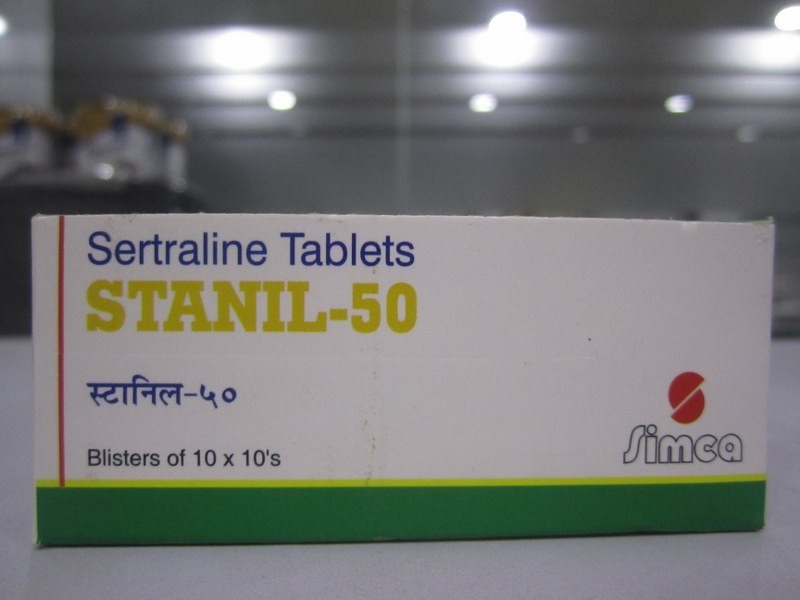 Sertraline Tablets
STANIL-50
स्टानिल-५०
Blisters of 10 x 10's
Simca